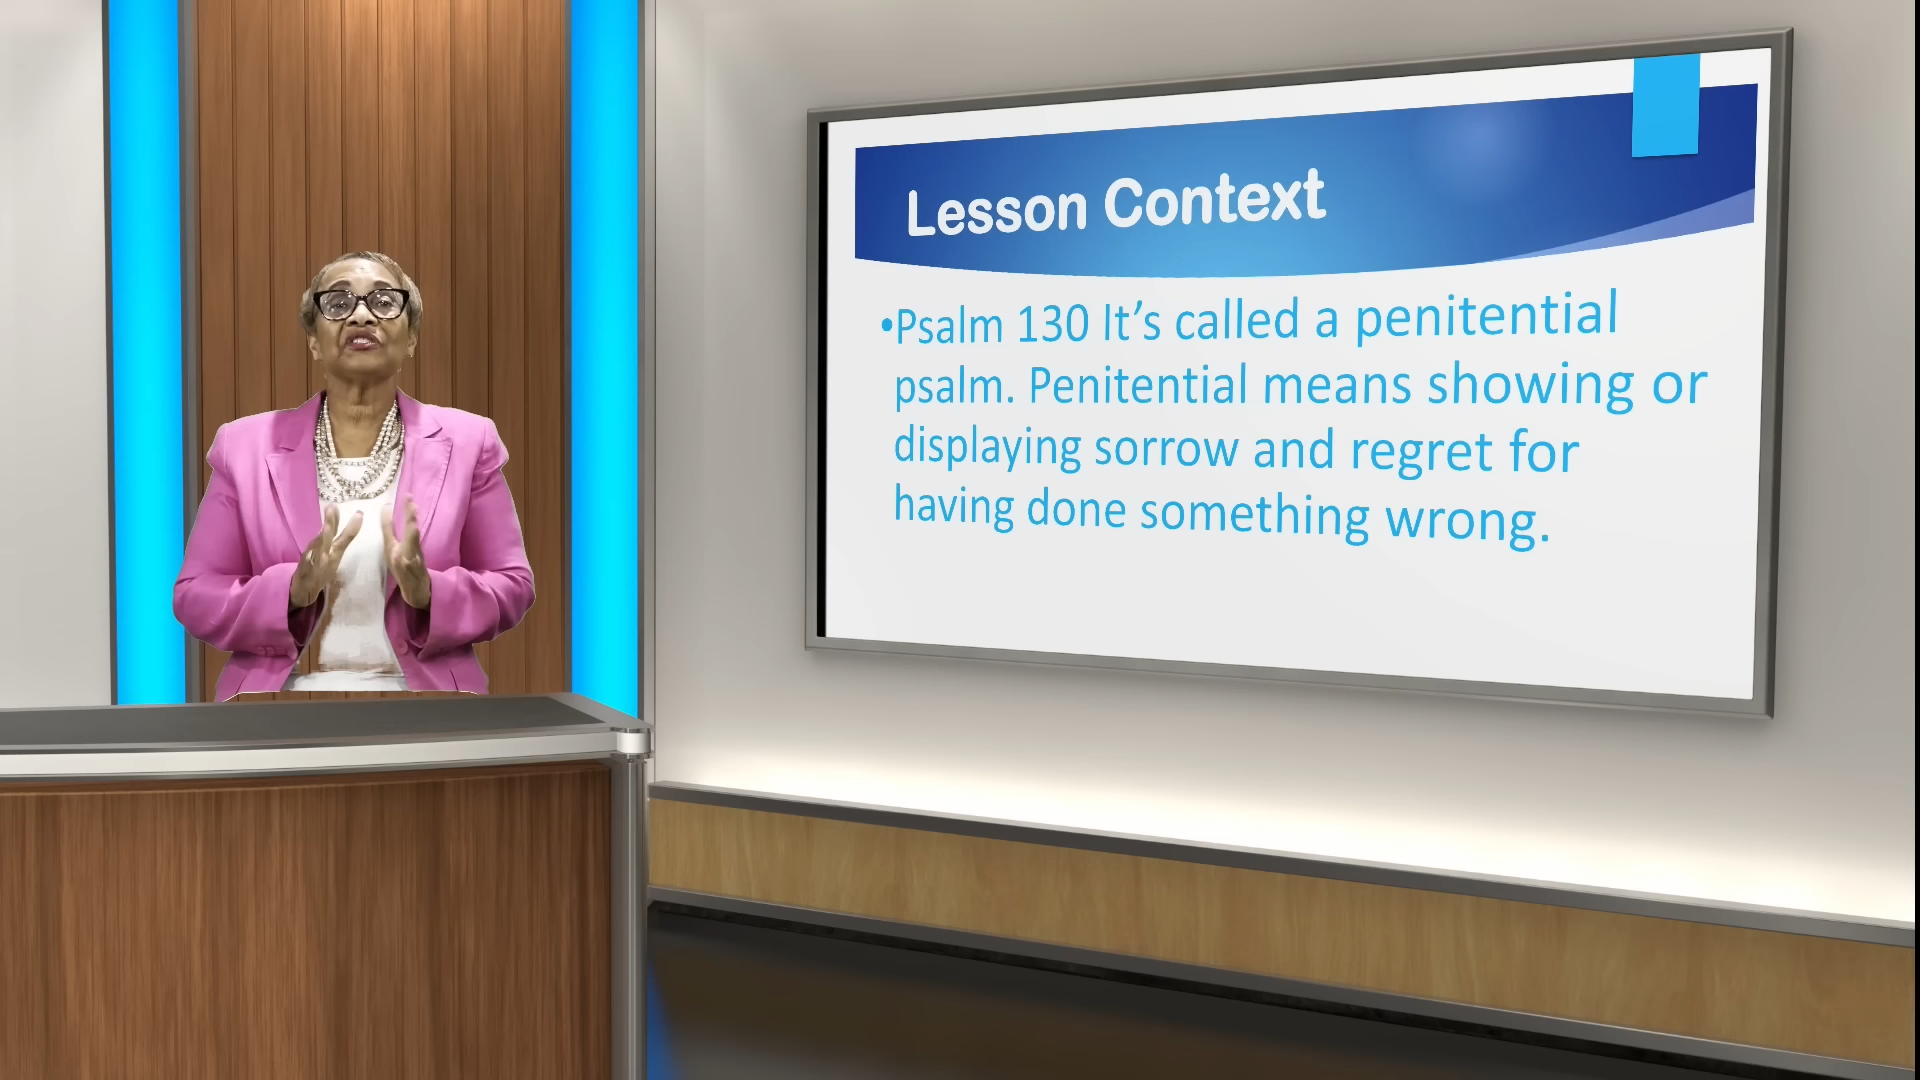 Lesson Context
•Psalm 130 It’s called a penitential
psalm. Penitential means showing or
displaying sorrow and regret for
having done something wrong.